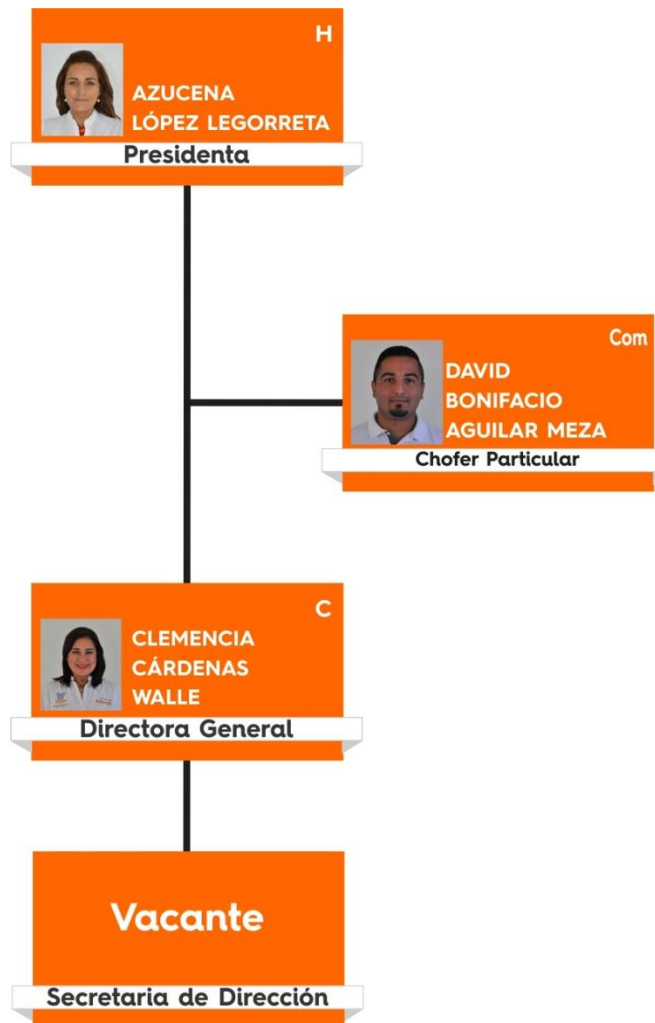 H
AZUCENA
LÓPEZ LEGORRETA
Presidenta
Com
DAVID
BONIFACIO
AGUILAR MEZA
Chofer Particular
C
CLEMENCIA
CÁRDENAS
WALLE
Directora General
Vacante
Secretaria de Dirección